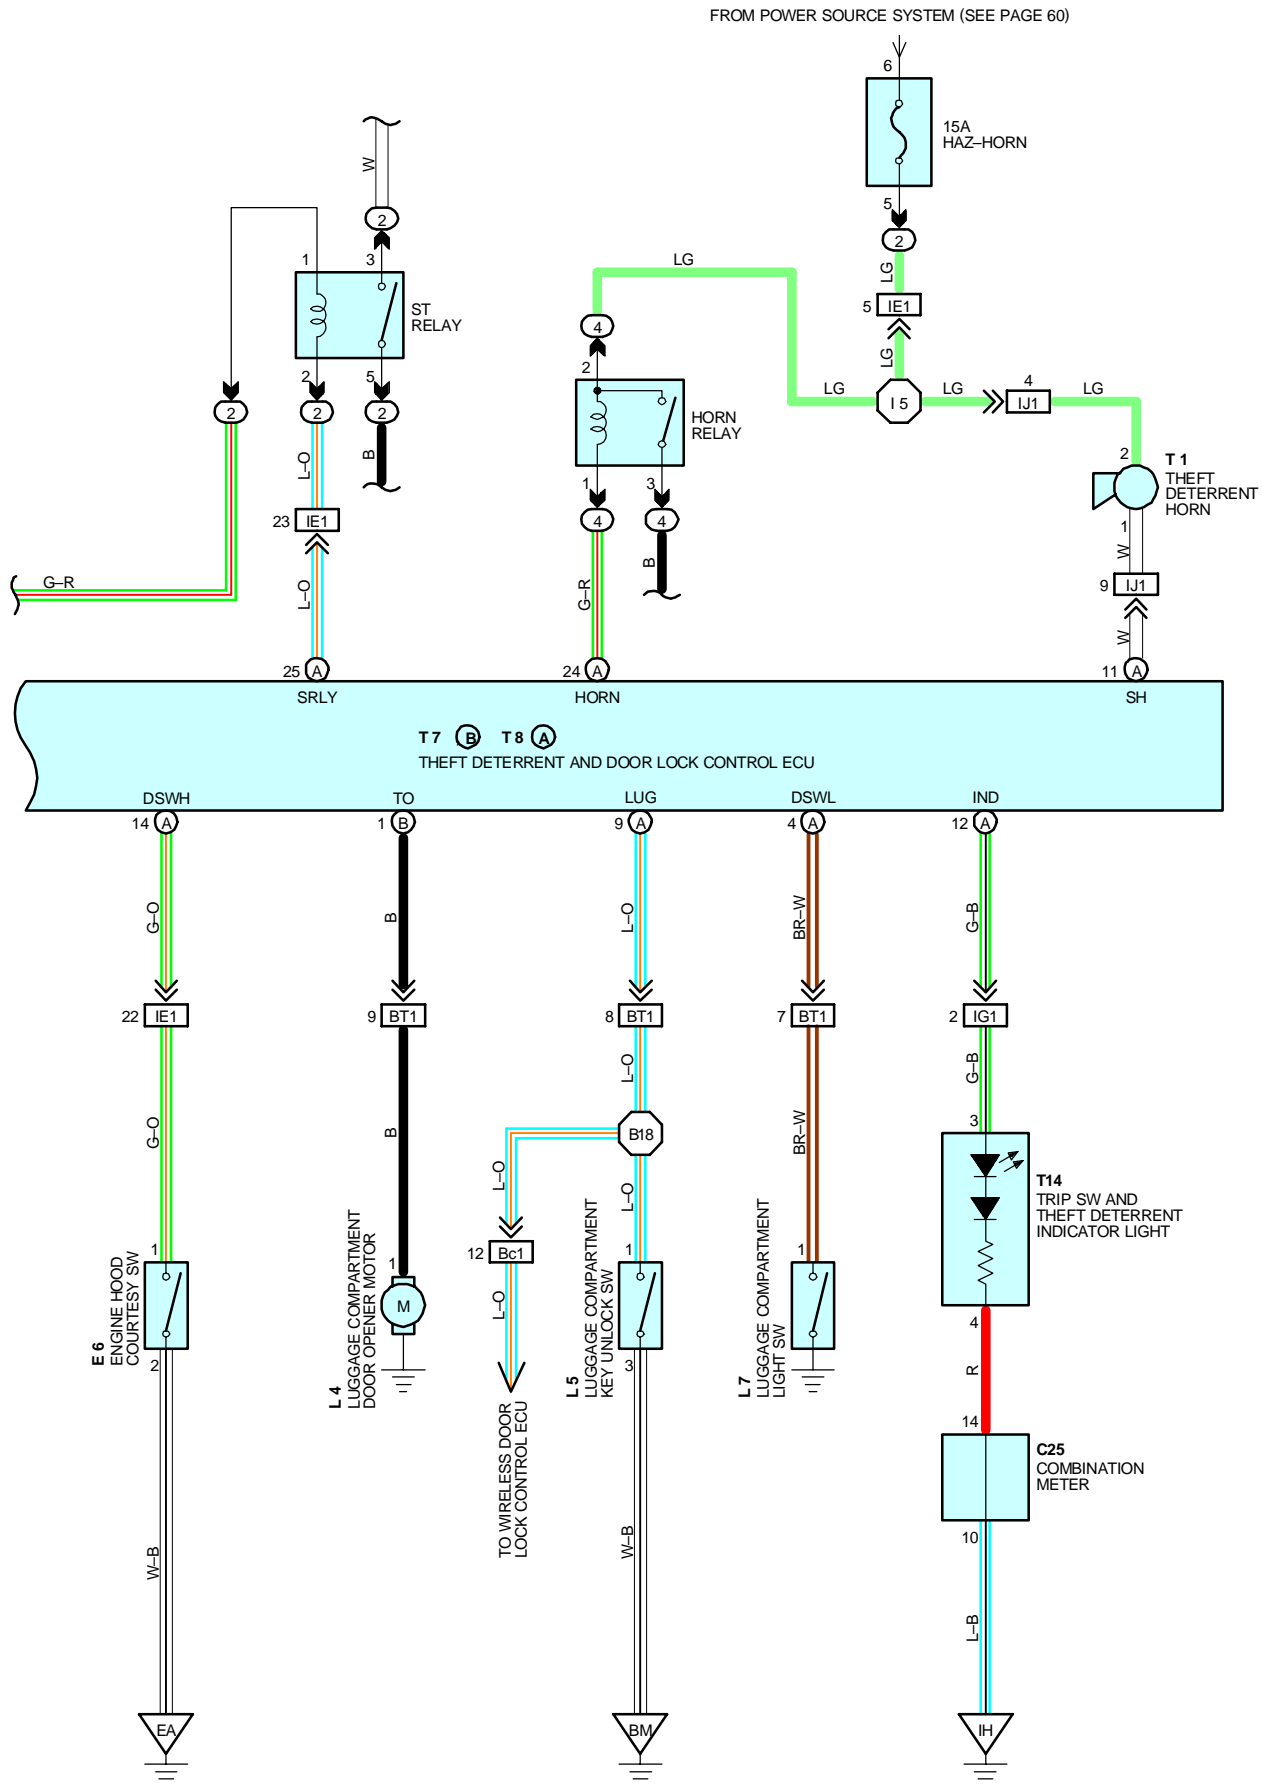 FROM POWER SOURCE SYSTEM (SEE PAGE 60)
6
15A
HAZ–HORN
5
2
LG
5 IE1
LG
W
2
1 3
ST
RELAY
2 5
2 2 2
L–O
B
23 IE1
L–O
G–R
LG
4
2
HORN
RELAY
1 3
4 4
G–R
B
LG
I 5
LG
4
IJ1
LG
2
T 1
THEFT
DETERRENT
HORN
1
W
9 IJ1
W
25 A
24 A
11 A
SRLY
HORN
SH
T 7 B T 8 A
THEFT DETERRENT AND DOOR LOCK CONTROL ECU
DSWH
TO
LUG
DSWL
IND
14 A
1 B
9 A
4 A
12 A
G–O
B
L–O
BR–W
G–B
22 IE1
9 BT1
8 BT1
7 BT1
2 IG1
G–O
B
L–O
BR–W
G–B
B18
L–O
L–O
12 Bc1
L–O
TO WIRELESS DOOR
LOCK CONTROL ECU
3
T14
TRIP SW AND
THEFT DETERRENT
INDICATOR LIGHT
4
1
E 6
ENGINE HOOD
COURTESY SW
2
1
M
L 4
LUGGAGE COMPARTMENT
DOOR OPENER MOTOR
1
L 5
LUGGAGE COMPARTMENT
KEY UNLOCK SW
3
1
L 7
LUGGAGE COMPARTMENT
LIGHT SW
R
14
C25
COMBINATION
METER
10
W–B
W–B
L–B
EA
BM
IH